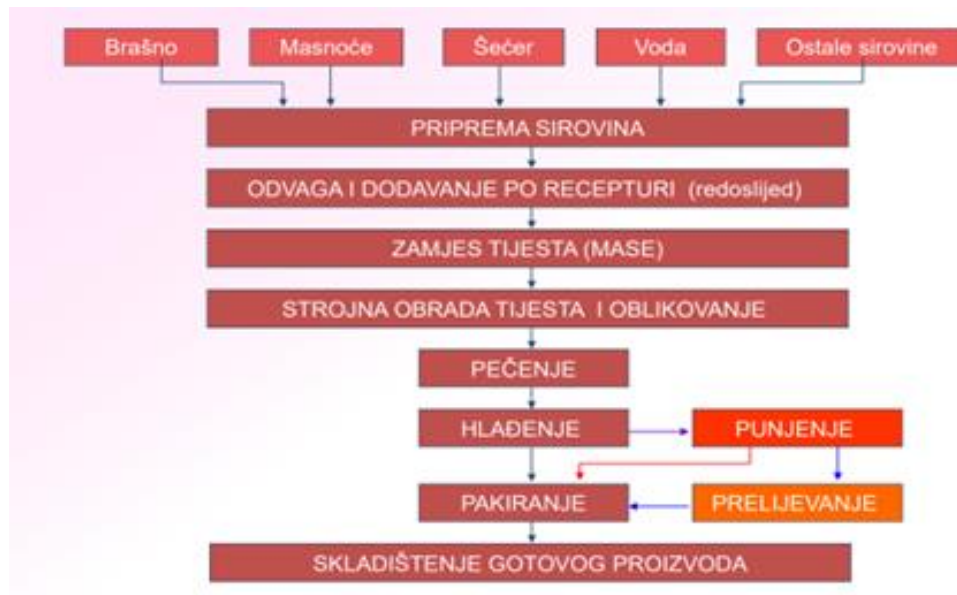 Brašno
Masnoće
Šećer
Voda
Ostale sirovine
PRIPREMA SIROVINA
ODVAGA I DODAVANJE PO RECEPTURI (redoslijed)
ZAMJES TIJESTA (MASE)
STROJNA OBRADA TIJESTA I OBLIKOVANJE
PEČENJE
HLAĐENJE
PUNJENJE
PAKIRANJE
PRELIJEVANJE
SKLADIŠTENJE GOTOVOG PROIZVODA